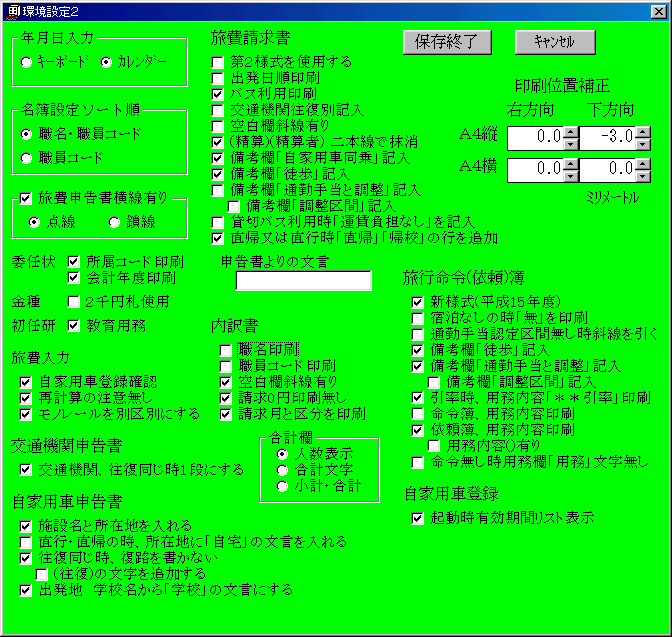 環境設定2
年月日入力
キーボード カレンダー
名簿設定ソート順
職名・職員コード
職員コード
旅費申告書横線有り
点線 鎖線
委任状 所属コード印刷
会計年度印刷
金種 2千円札使用
初任研 教育用務
旅費入力
自家用車登録確認
再計算の注意無し
モノレールを別区別にする
交通機関申告書
交通機関、往復同じ時1段にする
自家用車申告書
施設名と所在地を入れる
直行・直帰の時、所在地に「自宅」の文言を入れる
往復同じ時、復路を書かない
(往復)の文字を追加する
出発地 学校名から「学校」の文言にする
旅費請求書
第2様式を使用する
出発日順印刷
バス利用印刷
交通機関往復別記入
空白欄斜線有り
(精算)(精算者) 二本線で抹消
備考欄「自家用車同乗」記入
備考欄「徒歩」記入
備考欄「通勤手当と調整」記入
備考欄「調整区間」記入
貸切バス利用時「運賃負担なし」を記入
直帰又は直行時「直帰」「帰校」の行を追加
申告書よりの文言
内訳書
職名印刷
職員コード印刷
空白欄斜線有り
請求0円印刷無し
請求月と区分を印刷
合計欄
人数表示
合計文字
小計・合計
保存終了 キャンセル
印刷位置補正
右方向 下方向
A4縦 0.0 -3.0
A4横 0.0 0.0
ミリメートル
旅行命令(依頼)簿
新様式(平成15年度)
宿泊なしの時「無」を印刷
通勤手当認定区間無し時斜線を引く
備考欄「徒歩」記入
備考欄「通勤手当と調整」記入
備考欄「調整区間」記入
引率時、用務内容「**引率」印刷
命令簿、用務内容印刷
依頼簿、用務内容印刷
用務内容()有り
命令無し時用務欄「用務」文字無し
自家用車登録
起動時有効期間リスト表示